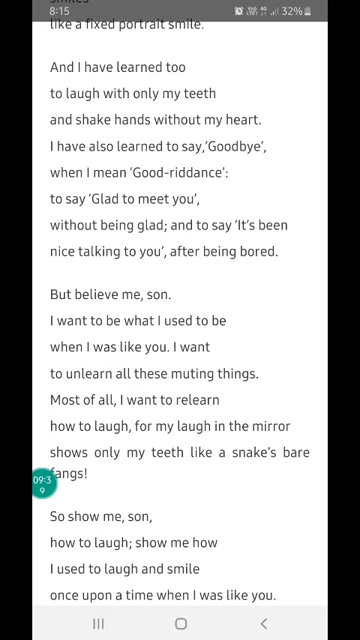 8:15
32%
smiles
like a fixed portrait smile.
And I have learned too
to laugh with only my teeth
and shake hands without my heart.
I have also learned to say,'Goodbye',
when I mean 'Good-riddance':
to say 'Glad to meet you',
without being glad; and to say 'It's been
nice talking to you', after being bored.
But believe me, son.
I want to be what I used to be
when I was like you. I want
to unlearn all these muting things.
Most of all, I want to relearn
how to laugh, for my laugh in the mirror
shows only my teeth like a snake's bare
fangs!
09:3
9
So show me, son,
how to laugh; show me how
I used to laugh and smile
once upon a time when I was like you.